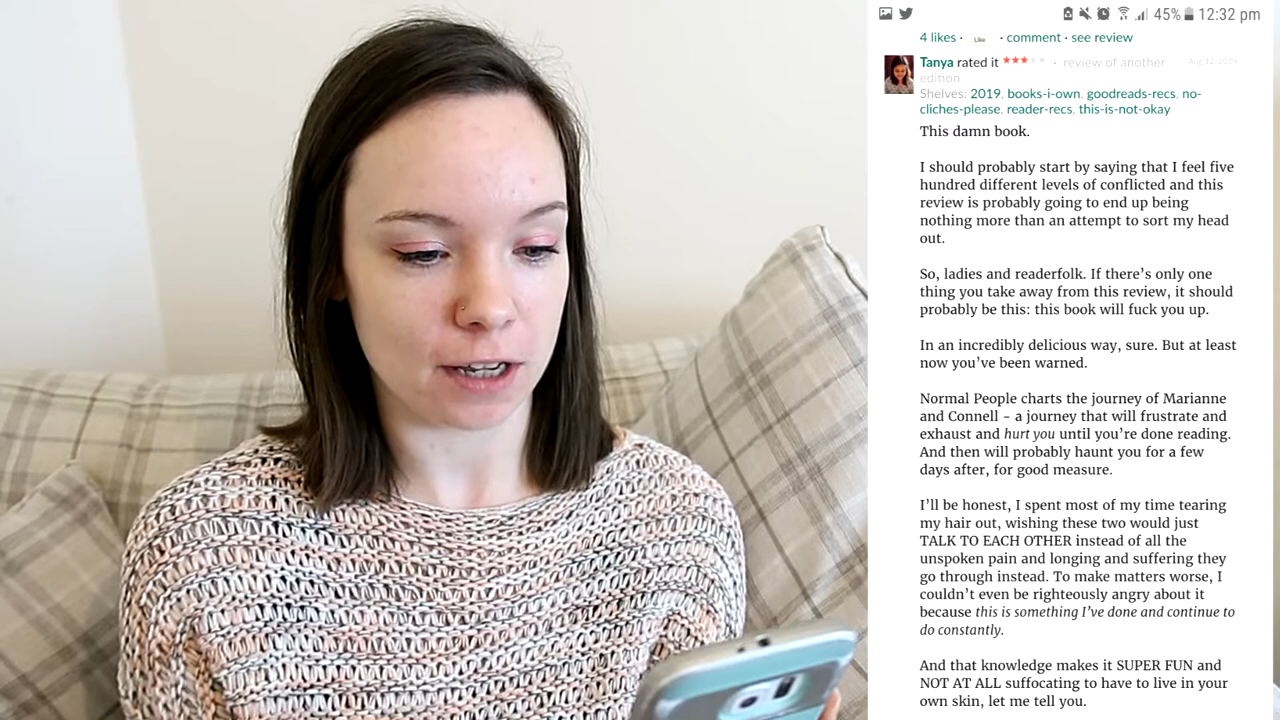 45% 12:32 pm
4 likes · Like · comment · see review
Tanya rated it ★★★★★ · review of another Aug 12, 2019
edition
Shelves: 2019, books-i-own, goodreads-recs, no-
cliches-please, reader-recs, this-is-not-okay
This damn book.
I should probably start by saying that I feel five
hundred different levels of conflicted and this
review is probably going to end up being
nothing more than an attempt to sort my head
out.
So, ladies and readerfolk. If there's only one
thing you take away from this review, it should
probably be this: this book will fuck you up.
In an incredibly delicious way, sure. But at least
now you've been warned.
Normal People charts the journey of Marianne
and Connell - a journey that will frustrate and
exhaust and hurt you until you're done reading.
And then will probably haunt you for a few
days after, for good measure.
I'll be honest, I spent most of my time tearing
my hair out, wishing these two would just
TALK TO EACH OTHER instead of all the
unspoken pain and longing and suffering they
go through instead. To make matters worse, I
couldn't even be righteously angry about it
because this is something I've done and continue to
do constantly.
And that knowledge makes it SUPER FUN and
NOT AT ALL suffocating to have to live in your
own skin, let me tell you.